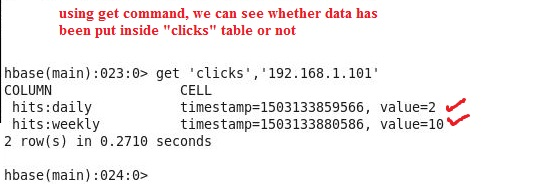 using get command, we can see whether data has
been put inside "clicks" table or not
hbase(main):023:0> get 'clicks','192.168.1.101'
COLUMN CELL
hits:daily timestamp=1503133859566, value=2
hits:weekly timestamp=1503133880586, value=10
2 row(s) in 0.2710 seconds
hbase(main):024:0>